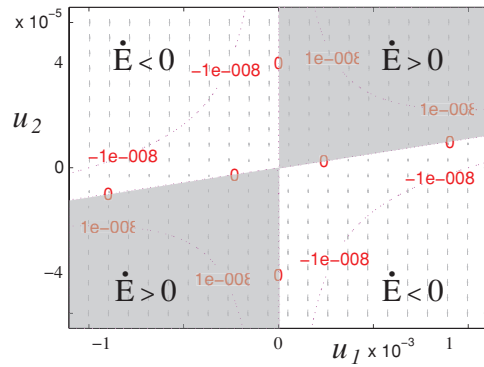 x 10⁻⁵
Ė < 0
Ė > 0
0
4
−1e−008
1e−008
1e−008
u₂
0
−1e−008
0
−1e−008
0
0
0
1e−008
−1e−008
1e−008
0
−4
Ė > 0
Ė < 0
−1
0
1
u₁ x 10⁻³